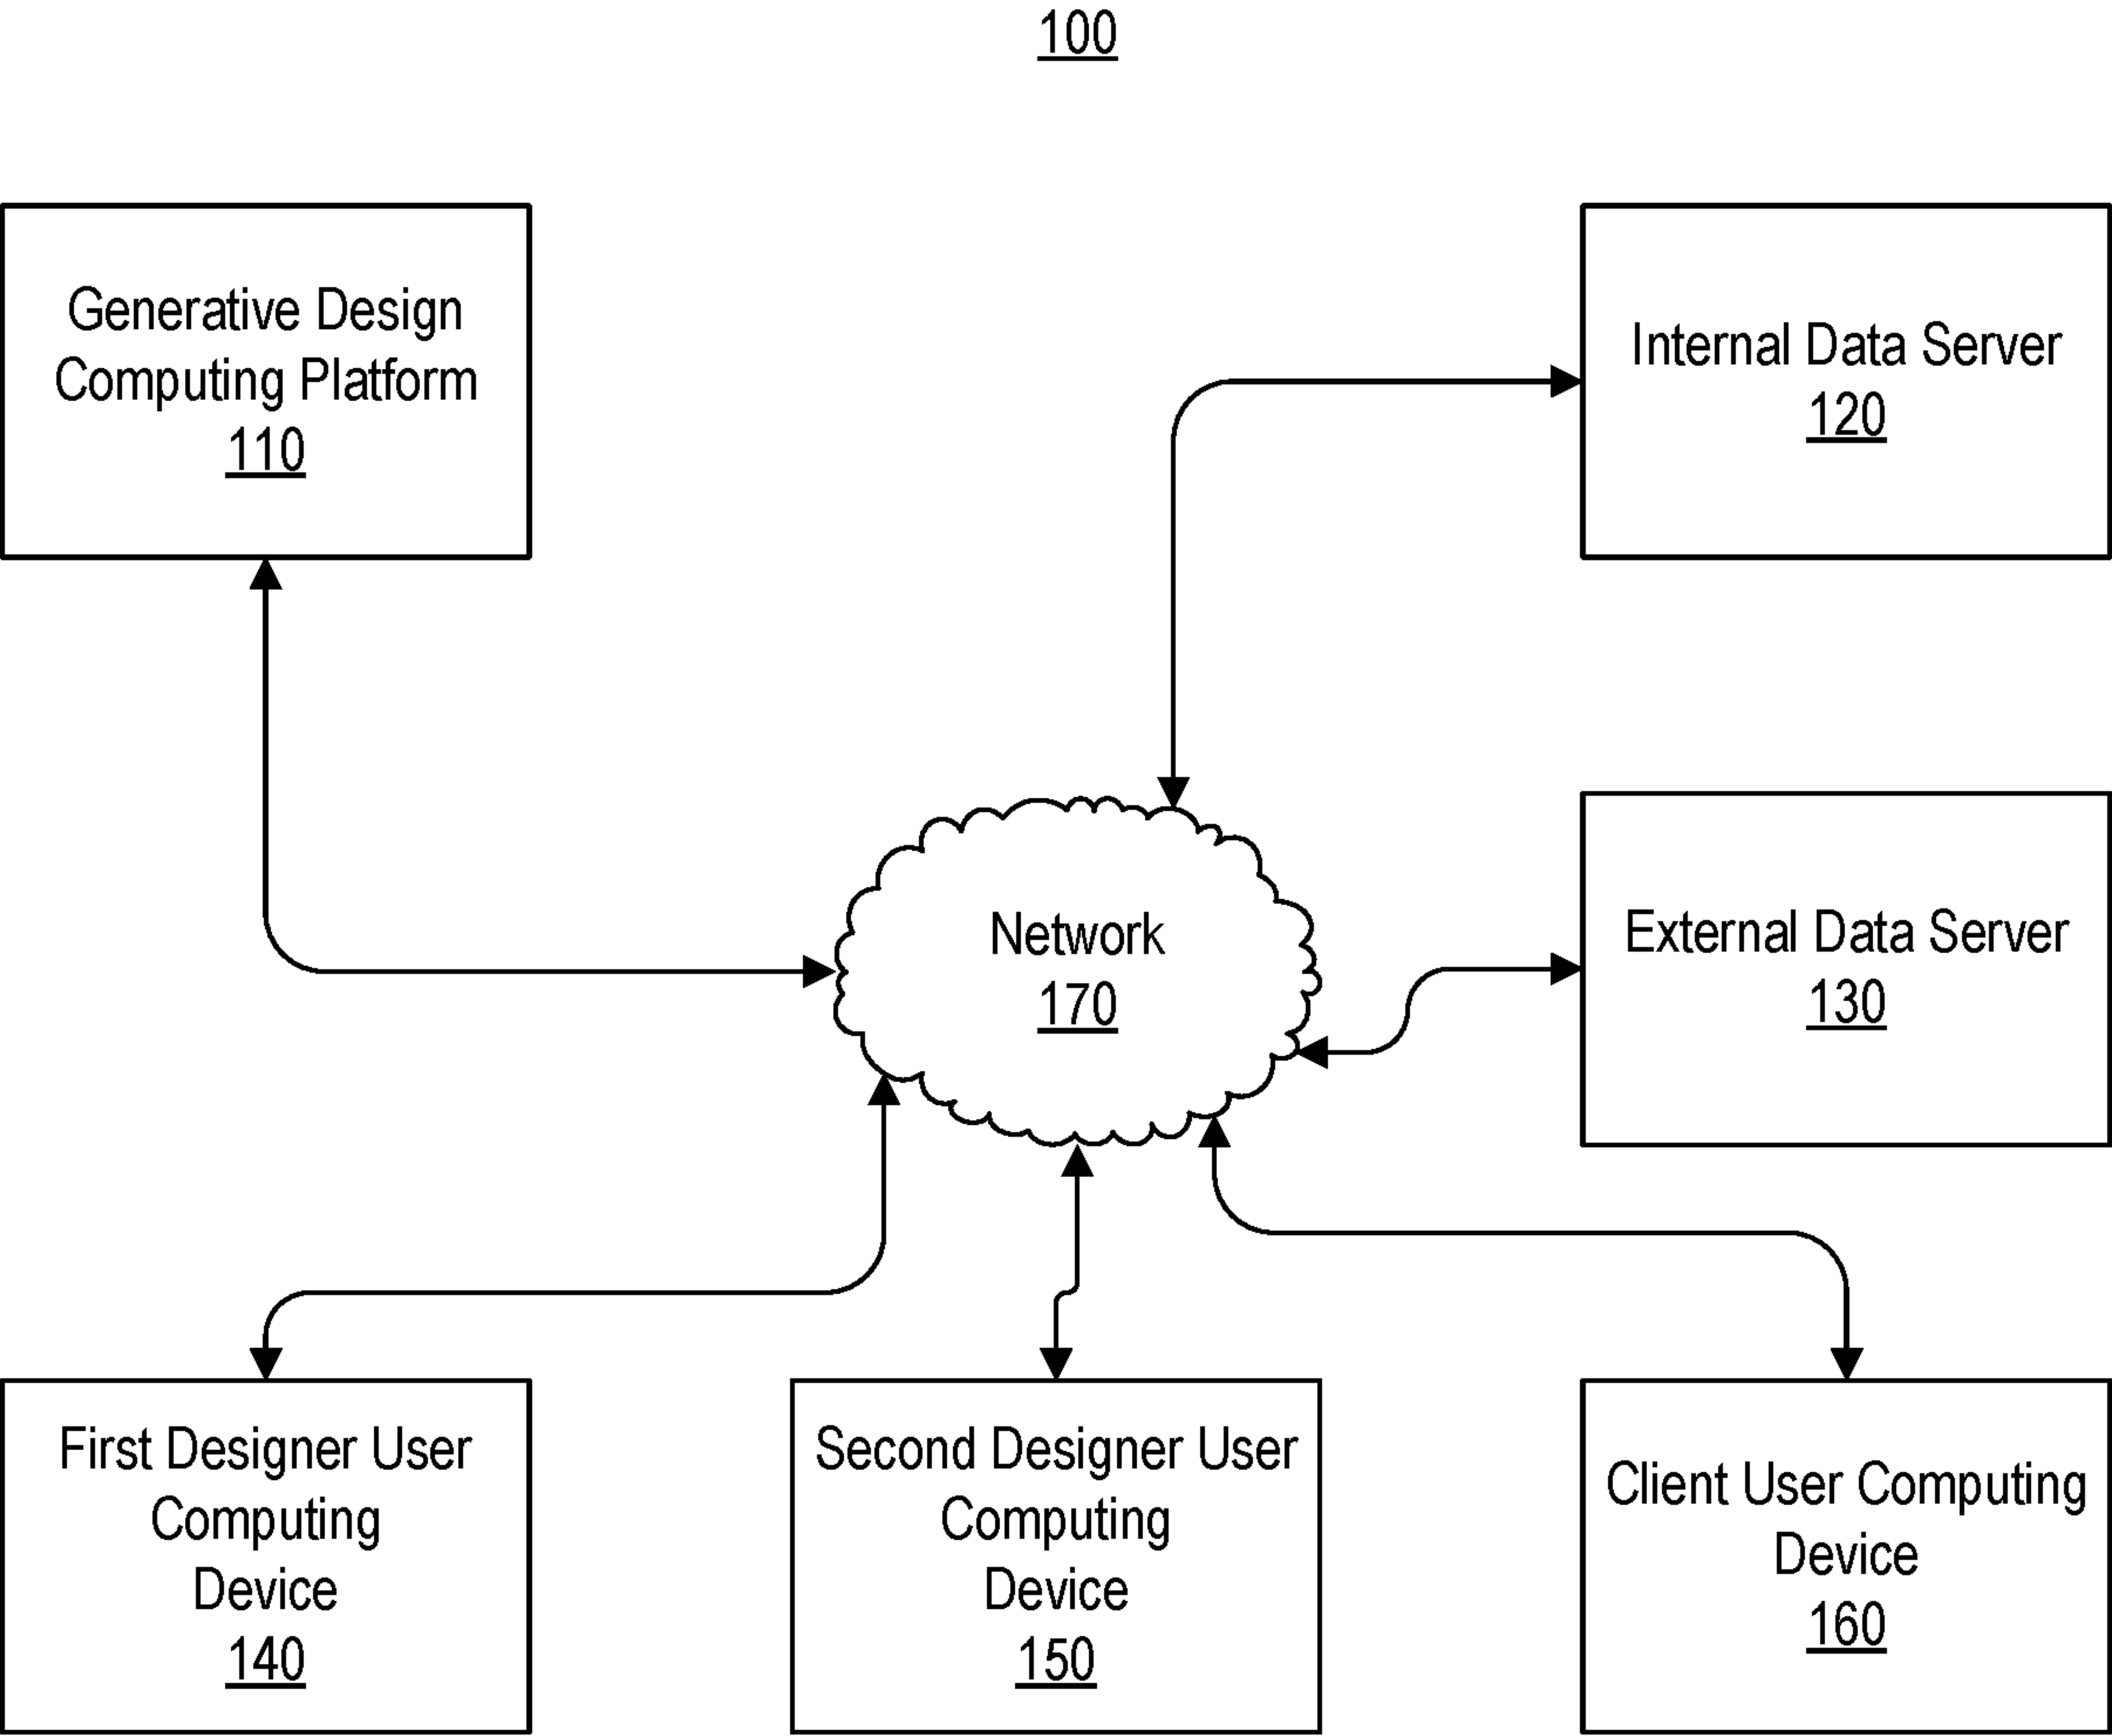 100
Generative Design
Computing Platform
110
Internal Data Server
120
External Data Server
130
Network
170
First Designer User
Computing
Device
140
Second Designer User
Computing
Device
150
Client User Computing
Device
160